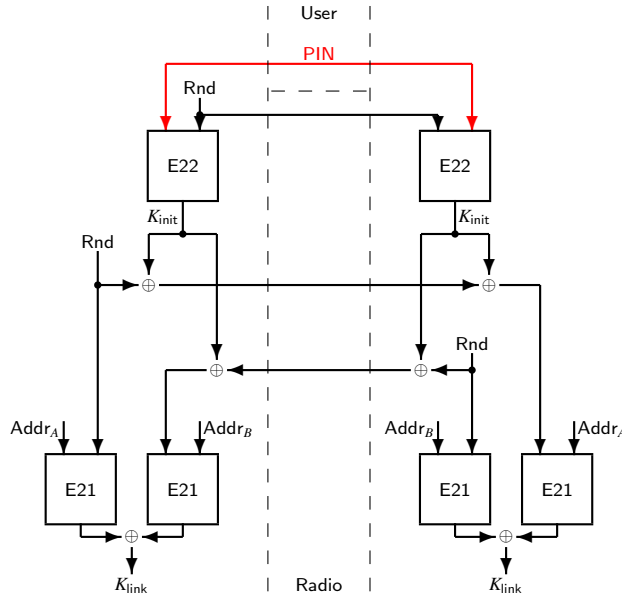 User
PIN
Rnd
E22 E22
K_init K_init
Rnd
⊕ ⊕
Rnd
⊕ ⊕
Addr_A Addr_B Addr_B Addr_A
E21 E21 E21 E21
⊕ ⊕
K_link Radio K_link